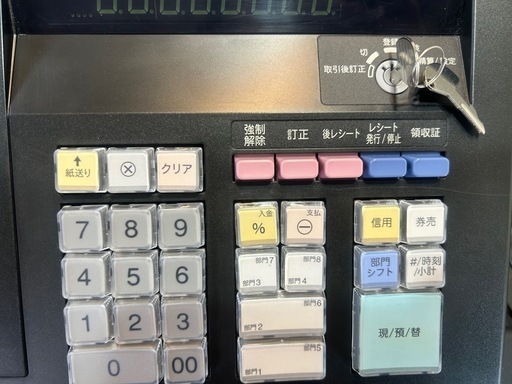 登録
切
取引後訂正
精算/設定
強制
解除
訂正
後レシート
レシート
発行/停止
領収証
紙送り
⊗
クリア
7 8 9
4 5 6
1 2 3
0 00
入金
%
支払
⊖
部門7
部門3
部門8
部門4
部門6
部門2
部門5
部門1
信用
券売
部門
シフト
#/時刻
/小計
現/預/替